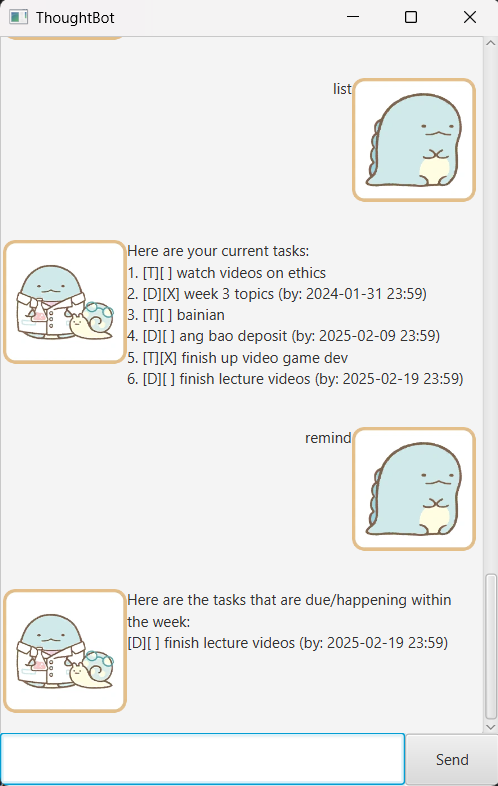 ThoughtBot
list
Here are your current tasks:
1. [T][ ] watch videos on ethics
2. [D][X] week 3 topics (by: 2024-01-31 23:59)
3. [T][ ] bainian
4. [D][ ] ang bao deposit (by: 2025-02-09 23:59)
5. [T][X] finish up video game dev
6. [D][ ] finish lecture videos (by: 2025-02-19 23:59)
remind
Here are the tasks that are due/happening within
the week:
[D][ ] finish lecture videos (by: 2025-02-19 23:59)
Send